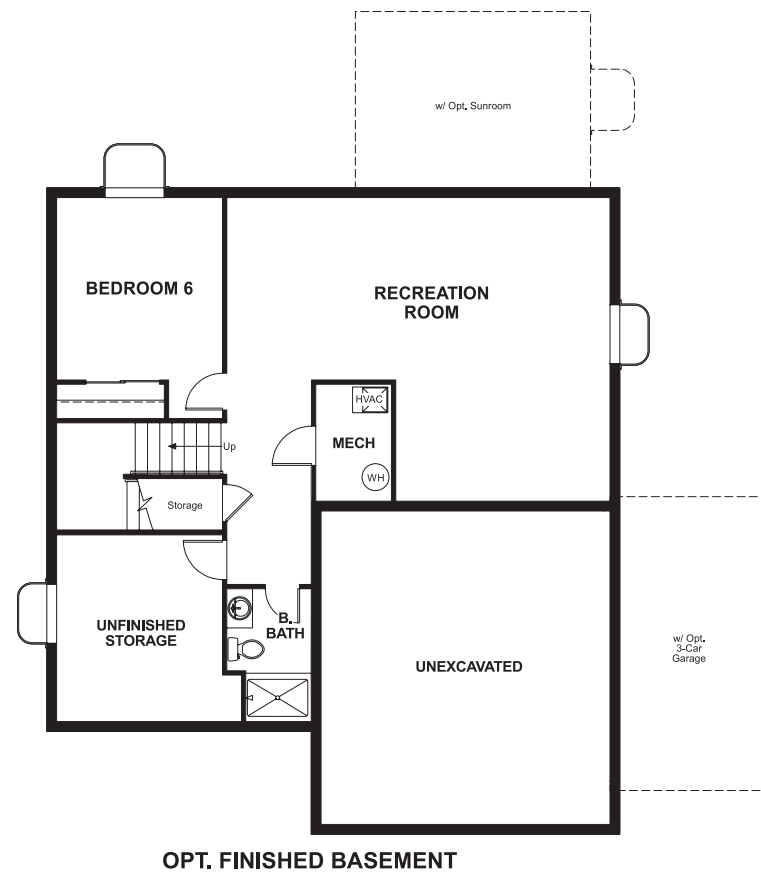 w/ Opt. Sunroom
BEDROOM 6
RECREATION
ROOM
HVAC
MECH
Up
WH
Storage
UNFINISHED
STORAGE
B.
BATH
UNEXCAVATED
w/ Opt.
3-Car
Garage
OPT. FINISHED BASEMENT